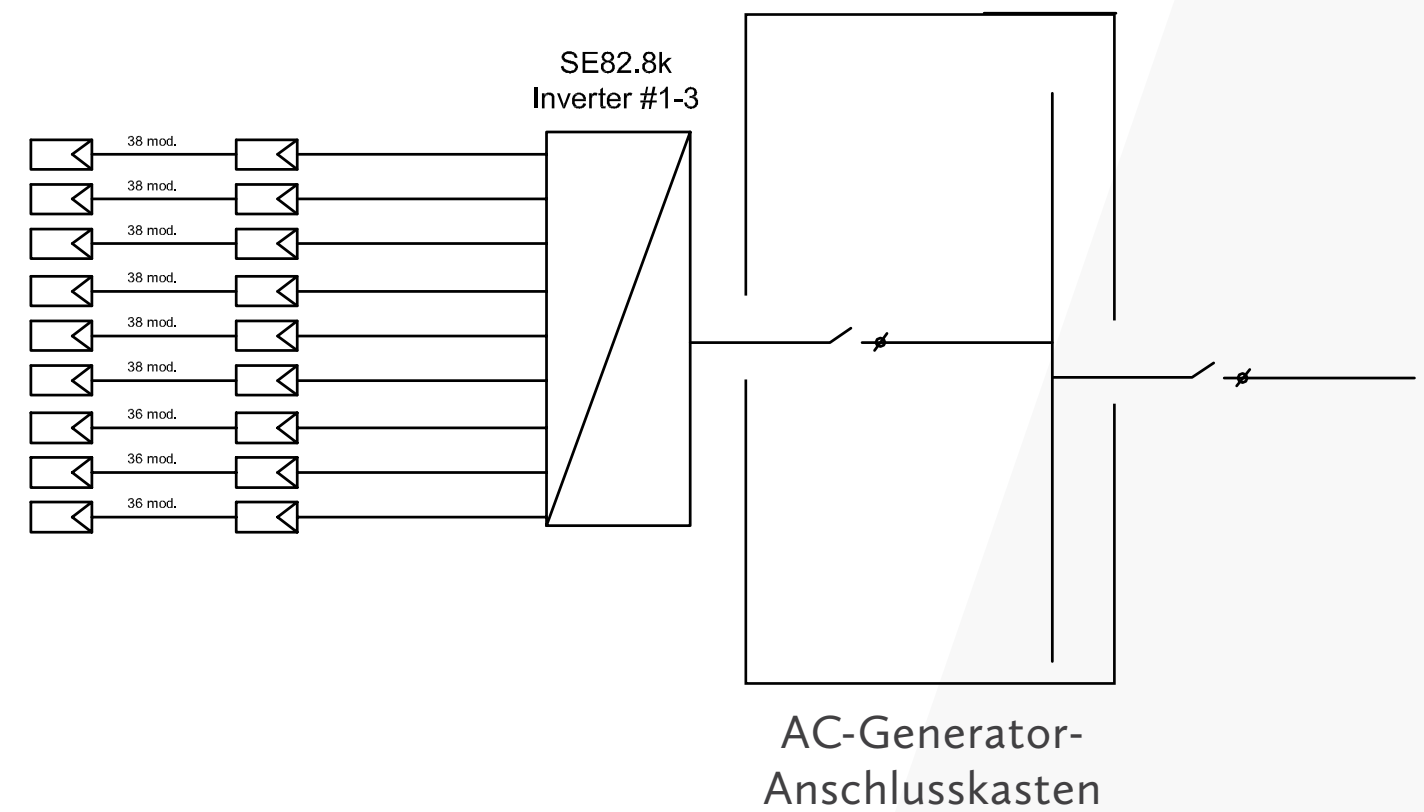 SE82.8k
Inverter #1-3
38 mod.
38 mod.
38 mod.
38 mod.
38 mod.
38 mod.
36 mod.
36 mod.
36 mod.
AC-Generator-
Anschlusskasten